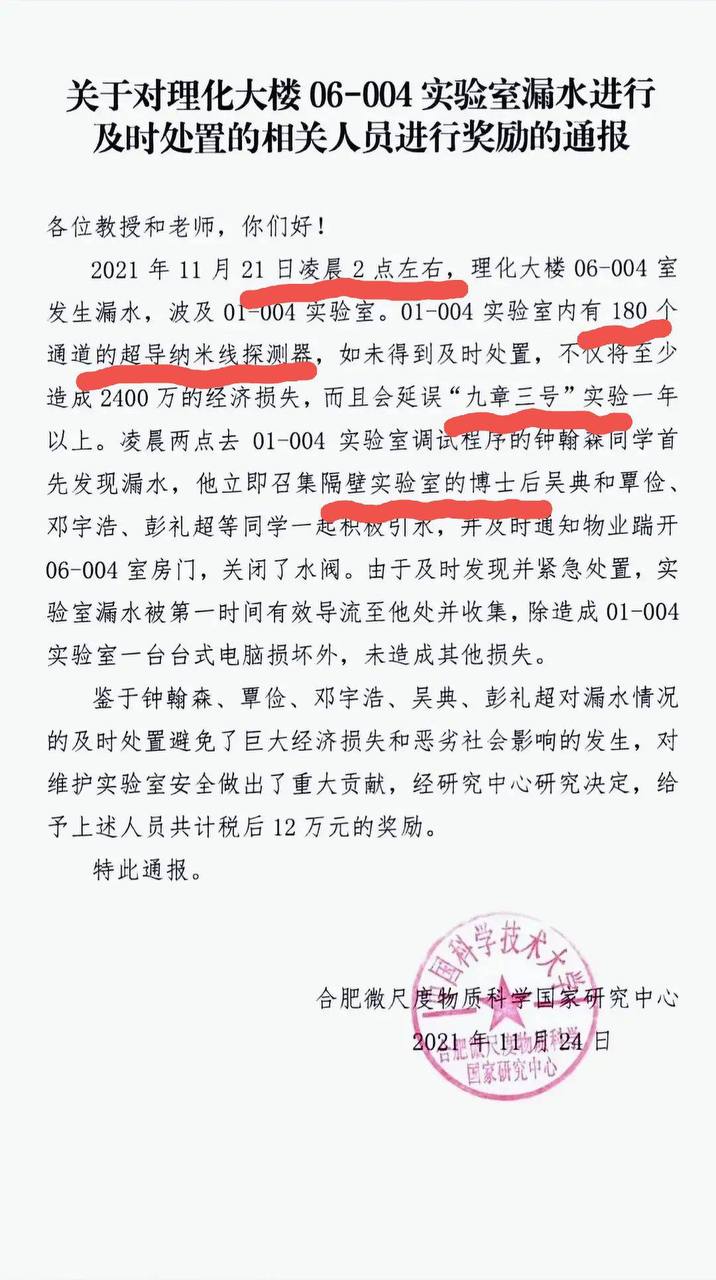 关于对理化大楼 06-004 实验室漏水进行
及时处置的相关人员进行奖励的通报
各位教授和老师，你们好！
2021 年 11 月 21 日凌晨 2 点左右，理化大楼 06-004 室
发生漏水，波及 01-004 实验室。01-004 实验室内有 180 个
通道的超导纳米线探测器，如未得到及时处置，不仅将至少
造成 2400 万的经济损失，而且会延误“九章三号”实验一年
以上。凌晨两点去 01-004 实验室调试程序的钟翰森同学首
先发现漏水，他立即召集隔壁实验室的博士后吴典和覃俭、
邓宇浩、彭礼超等同学一起积极引水，并及时通知物业踹开
06-004 室房门，关闭了水阀。由于及时发现并紧急处置，实
验室漏水被第一时间有效导流至他处并收集，除造成 01-004
实验室一台台式电脑损坏外，未造成其他损失。
鉴于钟翰森、覃俭、邓宇浩、吴典、彭礼超对漏水情况
的及时处置避免了巨大经济损失和恶劣社会影响的发生，对
维护实验室安全做出了重大贡献，经研究中心研究决定，给
予上述人员共计税后 12 万元的奖励。
特此通报。
中国科学技术大学
合肥微尺度物质科学国家研究中心
2021 年 11 月 24 日
合肥微尺度物质科学
国家研究中心